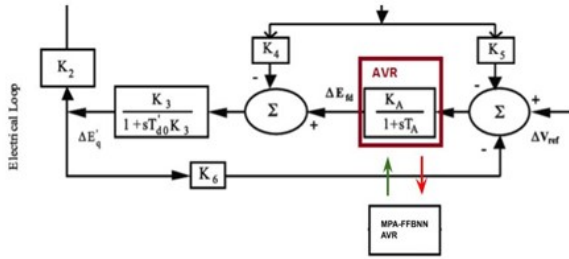 Electrical Loop
K2
K4
K5
AVR
K3
1+sT'd0K3
Σ
ΔEfd
KA
1+sTA
Σ
+
-
-
+
-
ΔE'q
ΔVref
K6
MPA-FFBNN
AVR